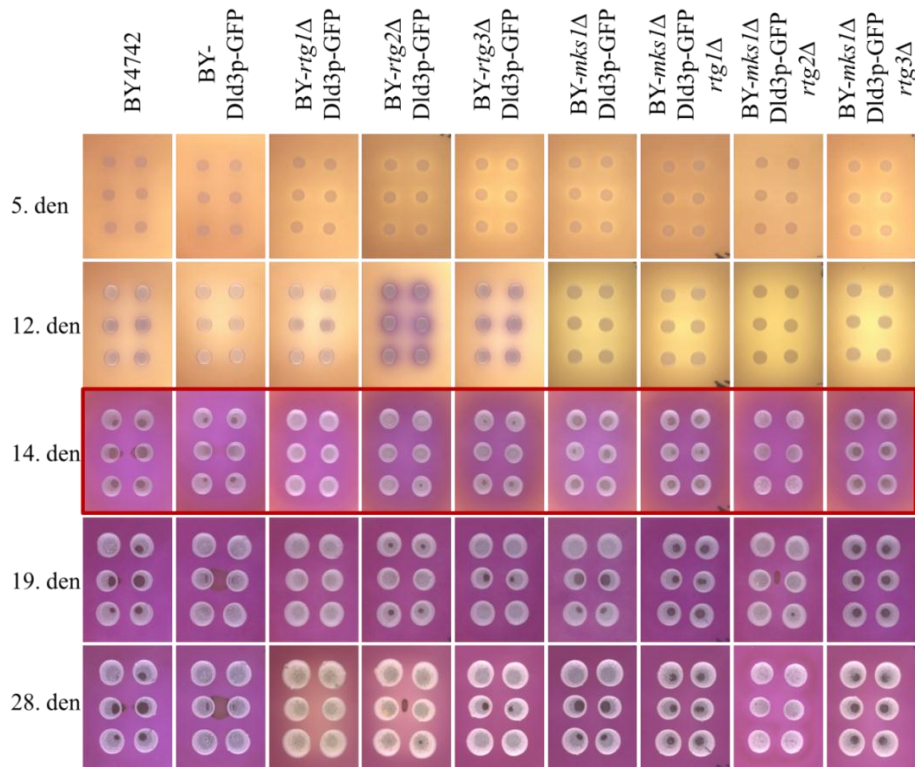 BY4742
BY-
Dld3p-GFP
BY-rtg1Δ
Dld3p-GFP
BY-rtg2Δ
Dld3p-GFP
BY-rtg3Δ
Dld3p-GFP
BY-mks1Δ
Dld3p-GFP
BY-mks1Δ
Dld3p-GFP
rtg1Δ
BY-mks1Δ
Dld3p-GFP
rtg2Δ
BY-mks1Δ
Dld3p-GFP
rtg3Δ
5. den
12. den
14. den
19. den
28. den